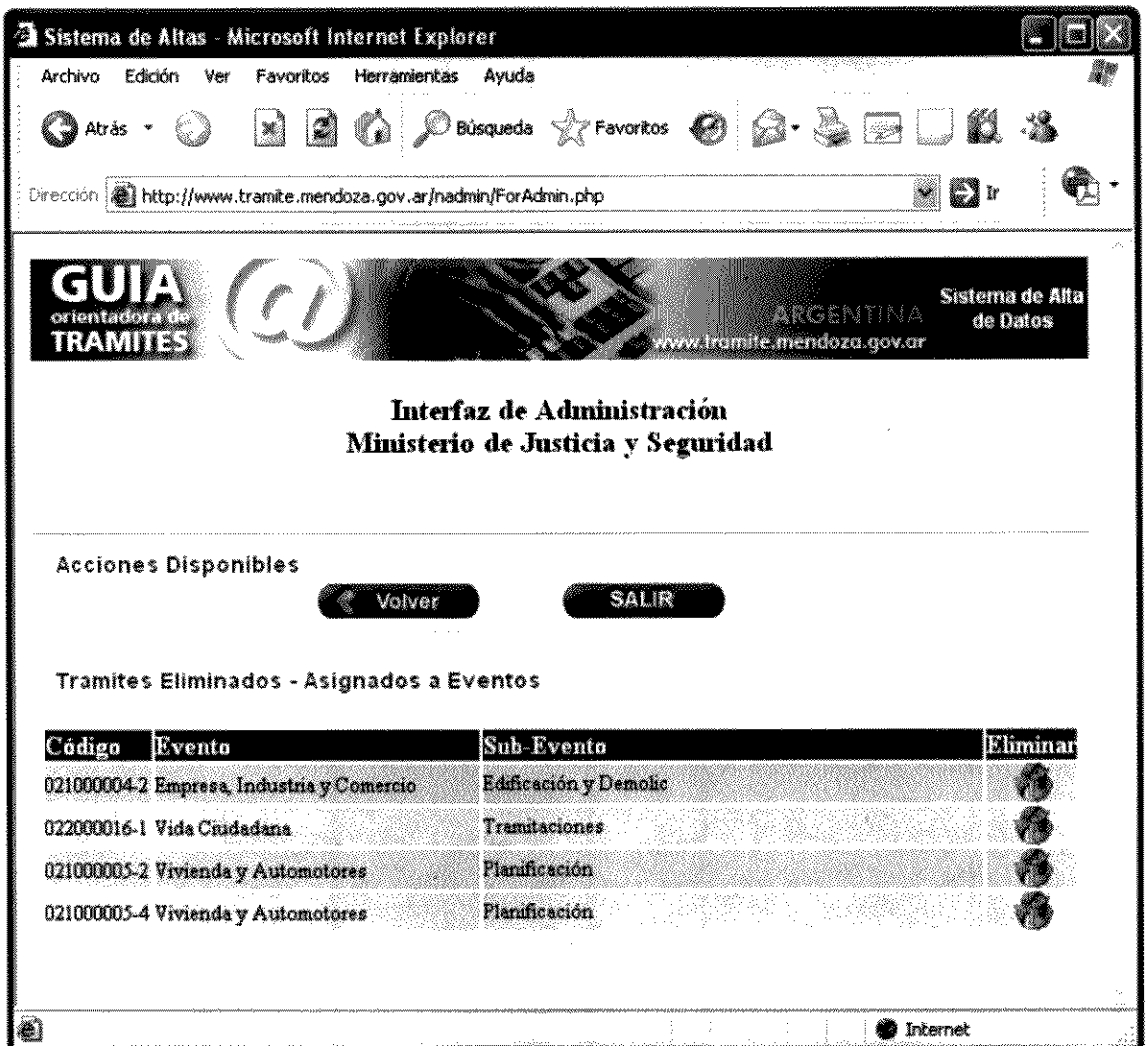 Sistema de Altas - Microsoft Internet Explorer
Archivo Edición Ver Favoritos Herramientas Ayuda
Atrás Búsqueda Favoritos
Dirección http://www.tramite.mendoza.gov.ar/nadmin/ForAdmin.php Ir
GUIA
orientadora de
TRAMITES
ARGENTINA
www.tramite.mendoza.gov.ar
Sistema de Alta
de Datos
Interfaz de Administración
Ministerio de Justicia y Seguridad
Acciones Disponibles
Volver SALIR
Tramites Eliminados - Asignados a Eventos
Código Evento Sub-Evento Eliminar
021000004-2 Empresa, Industria y Comercio Edificación y Demolic
022000016-1 Vida Ciudadana Tramitaciones
021000005-2 Vivienda y Automotores Planificación
021000005-4 Vivienda y Automotores Planificación
Internet